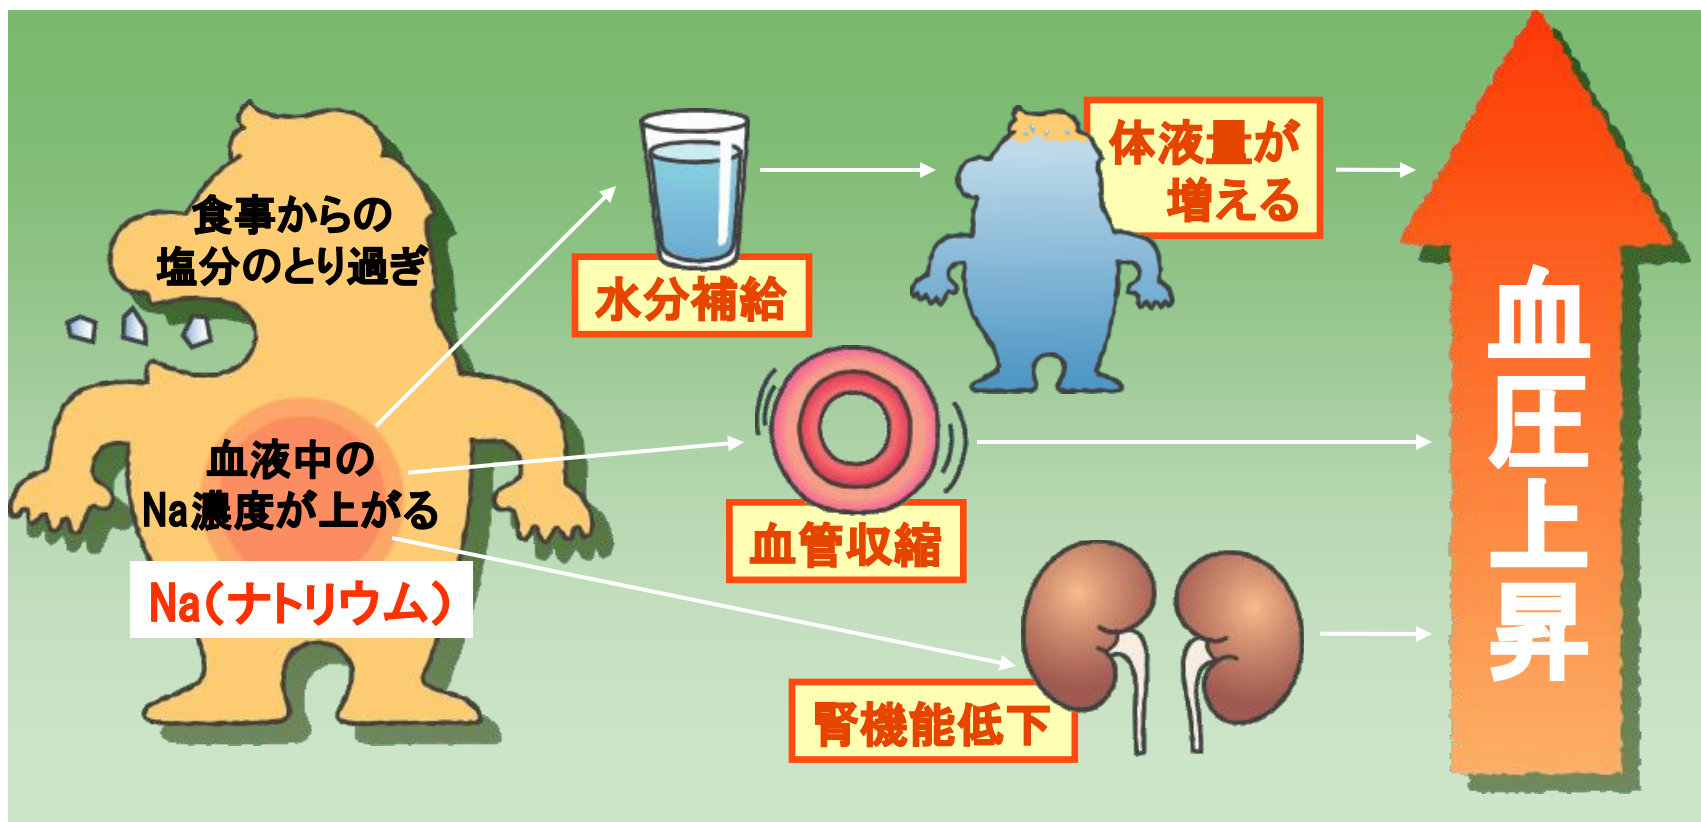 食事からの
塩分のとり過ぎ
血液中の
Na濃度が上がる
Na(ナトリウム)
水分補給
体液量が
増える
血管収縮
腎機能低下
血圧上昇